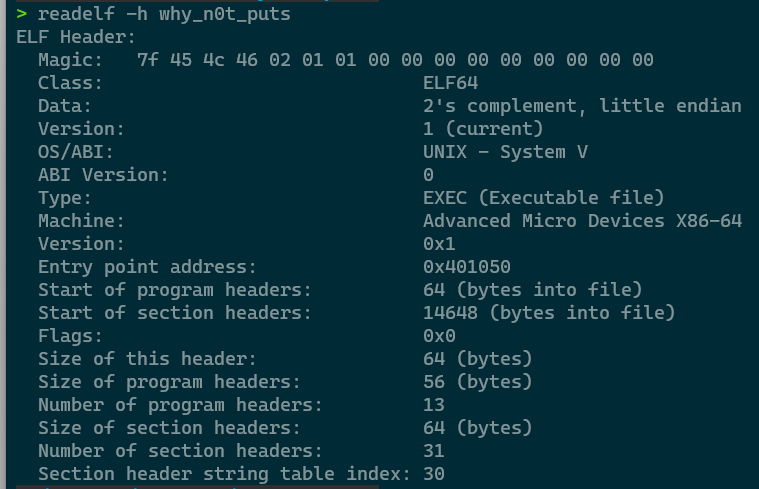 > readelf -h why_n0t_puts
ELF Header:
  Magic:   7f 45 4c 46 02 01 01 00 00 00 00 00 00 00 00 00
  Class:                             ELF64
  Data:                              2's complement, little endian
  Version:                           1 (current)
  OS/ABI:                            UNIX - System V
  ABI Version:                       0
  Type:                              EXEC (Executable file)
  Machine:                           Advanced Micro Devices X86-64
  Version:                           0x1
  Entry point address:               0x401050
  Start of program headers:          64 (bytes into file)
  Start of section headers:          14648 (bytes into file)
  Flags:                             0x0
  Size of this header:               64 (bytes)
  Size of program headers:           56 (bytes)
  Number of program headers:         13
  Size of section headers:           64 (bytes)
  Number of section headers:         31
  Section header string table index: 30